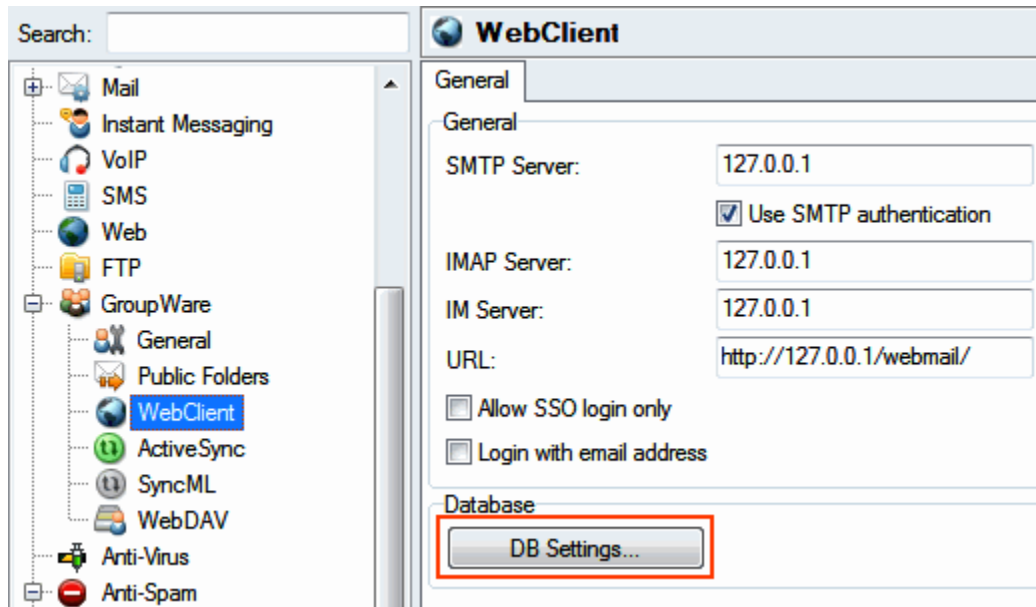 Search:
Mail
Instant Messaging
VoIP
SMS
Web
FTP
GroupWare
General
Public Folders
WebClient
ActiveSync
SyncML
WebDAV
Anti-Virus
Anti-Spam
WebClient
General
General
SMTP Server: 127.0.0.1
Use SMTP authentication
IMAP Server: 127.0.0.1
IM Server: 127.0.0.1
URL: http://127.0.0.1/webmail/
Allow SSO login only
Login with email address
Database
DB Settings...